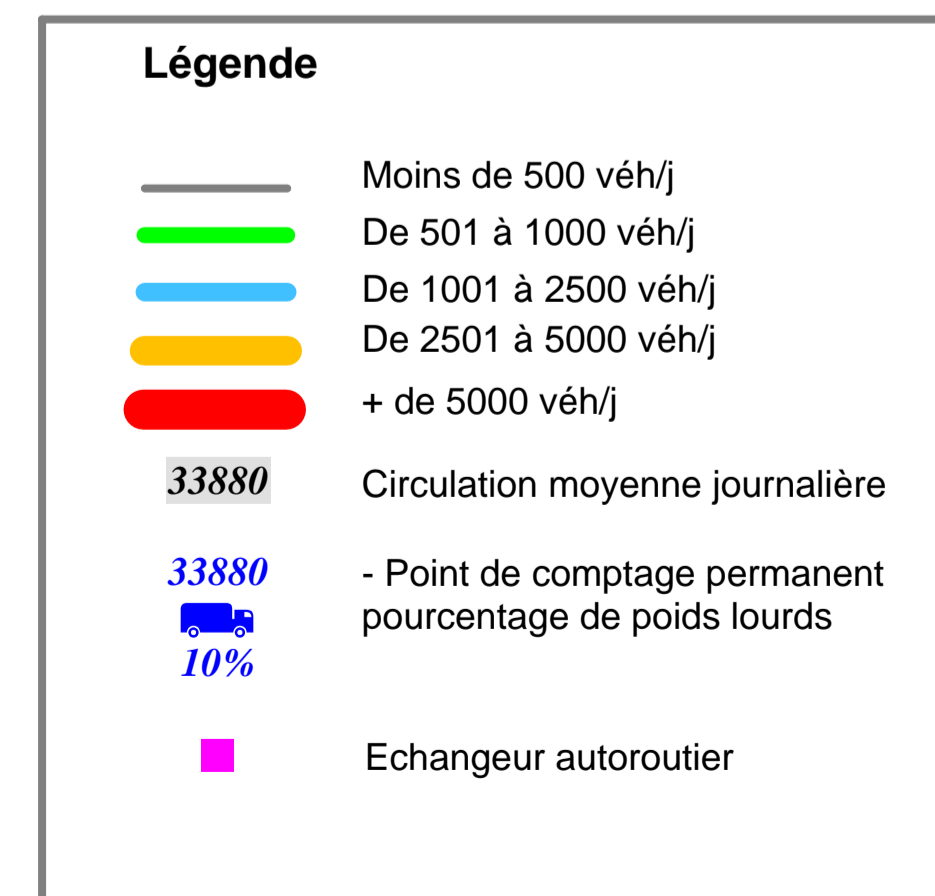 Légende
Moins de 500 véh/j
De 501 à 1000 véh/j
De 1001 à 2500 véh/j
De 2501 à 5000 véh/j
+ de 5000 véh/j
33880 Circulation moyenne journalière
33880 - Point de comptage permanent
pourcentage de poids lourds
10%
Echangeur autoroutier